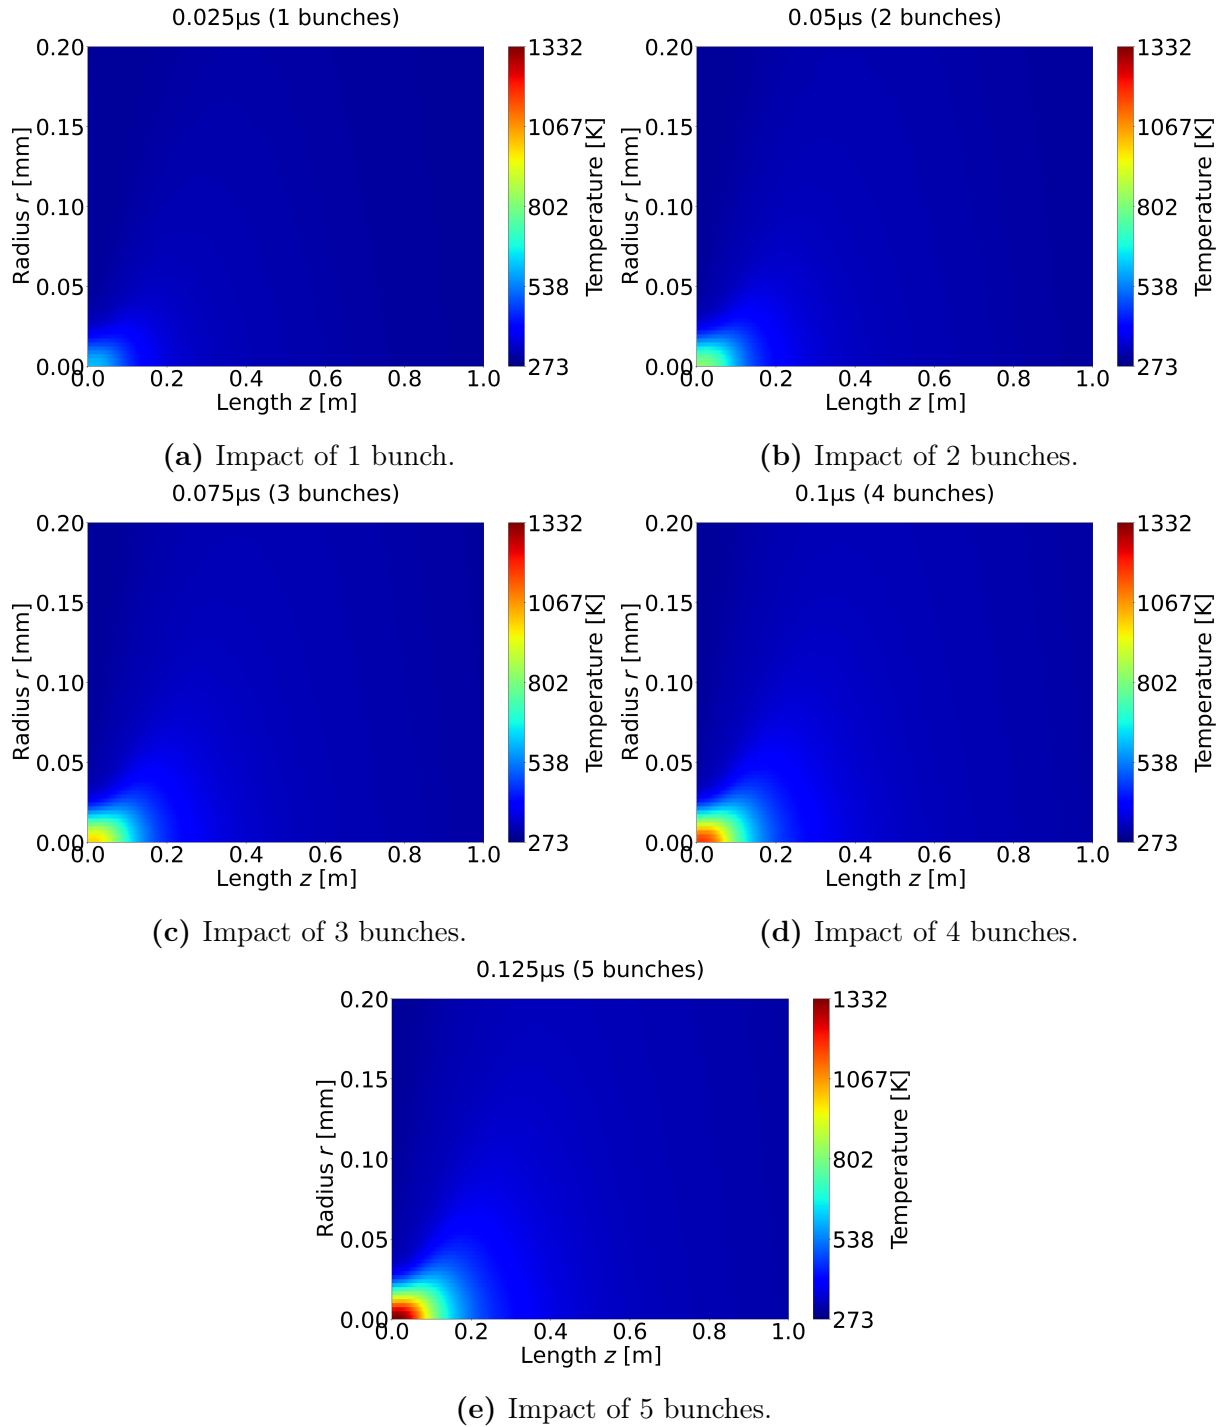 0.025μs (1 bunches)
0.05μs (2 bunches)
0.20
0.15
0.10
0.05
0.00
Radius r [mm]
0.0 0.2 0.4 0.6 0.8 1.0
Length z [m]
1332
1067
802
538
273
Temperature [K]
0.20
0.15
0.10
0.05
0.00
Radius r [mm]
0.0 0.2 0.4 0.6 0.8 1.0
Length z [m]
1332
1067
802
538
273
Temperature [K]
(a) Impact of 1 bunch.
(b) Impact of 2 bunches.
0.075μs (3 bunches)
0.1μs (4 bunches)
0.20
0.15
0.10
0.05
0.00
Radius r [mm]
0.0 0.2 0.4 0.6 0.8 1.0
Length z [m]
1332
1067
802
538
273
Temperature [K]
0.20
0.15
0.10
0.05
0.00
Radius r [mm]
0.0 0.2 0.4 0.6 0.8 1.0
Length z [m]
1332
1067
802
538
273
Temperature [K]
(c) Impact of 3 bunches.
(d) Impact of 4 bunches.
0.125μs (5 bunches)
0.20
0.15
0.10
0.05
0.00
Radius r [mm]
0.0 0.2 0.4 0.6 0.8 1.0
Length z [m]
1332
1067
802
538
273
Temperature [K]
(e) Impact of 5 bunches.